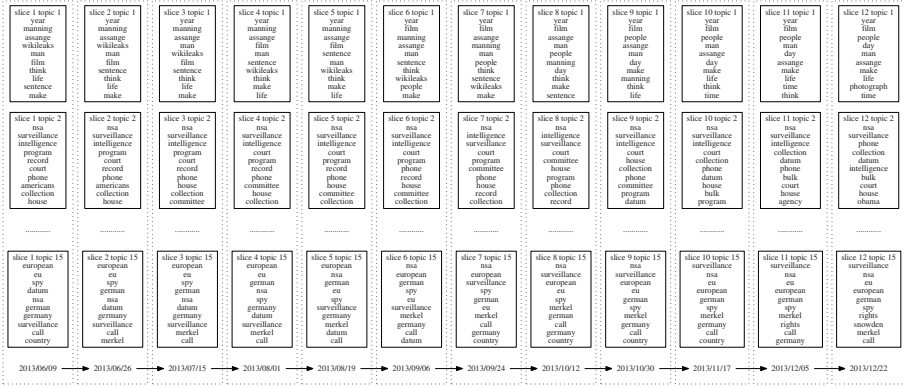 slice 1 topic 1
year
manning
assange
wikileaks
man
film
think
life
sentence
make
slice 2 topic 1
year
manning
assange
wikileaks
man
film
sentence
think
life
make
slice 3 topic 1
year
manning
assange
man
wikileaks
film
sentence
think
life
make
slice 4 topic 1
year
manning
assange
film
man
sentence
wikileaks
think
make
life
slice 5 topic 1
year
manning
assange
film
sentence
man
wikileaks
think
make
life
slice 6 topic 1
year
film
manning
assange
man
sentence
think
wikileaks
people
make
slice 7 topic 1
year
film
assange
manning
man
people
think
sentence
wikileaks
make
slice 8 topic 1
year
film
assange
man
people
manning
day
think
make
sentence
slice 9 topic 1
year
film
people
assange
man
day
make
manning
think
life
slice 10 topic 1
year
film
people
man
assange
day
make
life
think
time
slice 11 topic 1
year
film
people
man
day
assange
make
life
time
think
slice 12 topic 1
year
film
people
day
man
assange
make
life
photograph
time
slice 1 topic 2
nsa
surveillance
intelligence
program
record
court
phone
americans
collection
house
slice 2 topic 2
nsa
surveillance
intelligence
program
court
record
phone
americans
collection
house
slice 3 topic 2
nsa
surveillance
intelligence
program
court
record
phone
house
collection
committee
slice 4 topic 2
nsa
surveillance
intelligence
court
program
record
phone
committee
house
collection
slice 5 topic 2
nsa
surveillance
intelligence
court
program
phone
record
house
committee
collection
slice 6 topic 2
nsa
surveillance
intelligence
court
program
phone
record
house
committee
collection
slice 7 topic 2
nsa
intelligence
surveillance
court
program
committee
phone
house
record
collection
slice 8 topic 2
nsa
intelligence
surveillance
court
committee
house
program
phone
collection
record
slice 9 topic 2
nsa
surveillance
intelligence
court
house
collection
phone
committee
program
datum
slice 10 topic 2
nsa
surveillance
intelligence
court
collection
phone
datum
house
bulk
program
slice 11 topic 2
nsa
surveillance
intelligence
collection
datum
phone
bulk
court
house
agency
slice 12 topic 2
nsa
surveillance
phone
collection
datum
intelligence
bulk
court
house
obama
............ ............ ............ ............ ............ ............ ............ ............ ............ ............ ............ ............
slice 1 topic 15
european
eu
spy
datum
nsa
german
germany
surveillance
call
country
slice 2 topic 15
european
eu
spy
german
nsa
datum
germany
surveillance
call
merkel
slice 3 topic 15
european
eu
spy
german
nsa
datum
germany
surveillance
merkel
call
slice 4 topic 15
european
eu
german
nsa
spy
germany
datum
surveillance
merkel
call
slice 5 topic 15
european
nsa
german
eu
spy
surveillance
germany
merkel
datum
call
slice 6 topic 15
nsa
european
german
spy
eu
surveillance
merkel
germany
call
datum
slice 7 topic 15
nsa
european
surveillance
spy
german
eu
merkel
call
germany
country
slice 8 topic 15
nsa
surveillance
european
eu
spy
merkel
german
call
germany
country
slice 9 topic 15
nsa
surveillance
european
eu
german
spy
merkel
germany
call
country
slice 10 topic 15
nsa
surveillance
european
eu
german
spy
merkel
germany
call
country
slice 11 topic 15
surveillance
nsa
eu
european
german
spy
merkel
rights
call
germany
slice 12 topic 15
surveillance
nsa
eu
european
german
spy
rights
snowden
merkel
call
2013/06/09 2013/06/26 2013/07/15 2013/08/01 2013/08/19 2013/09/06 2013/09/24 2013/10/12 2013/10/30 2013/11/17 2013/12/05 2013/12/22